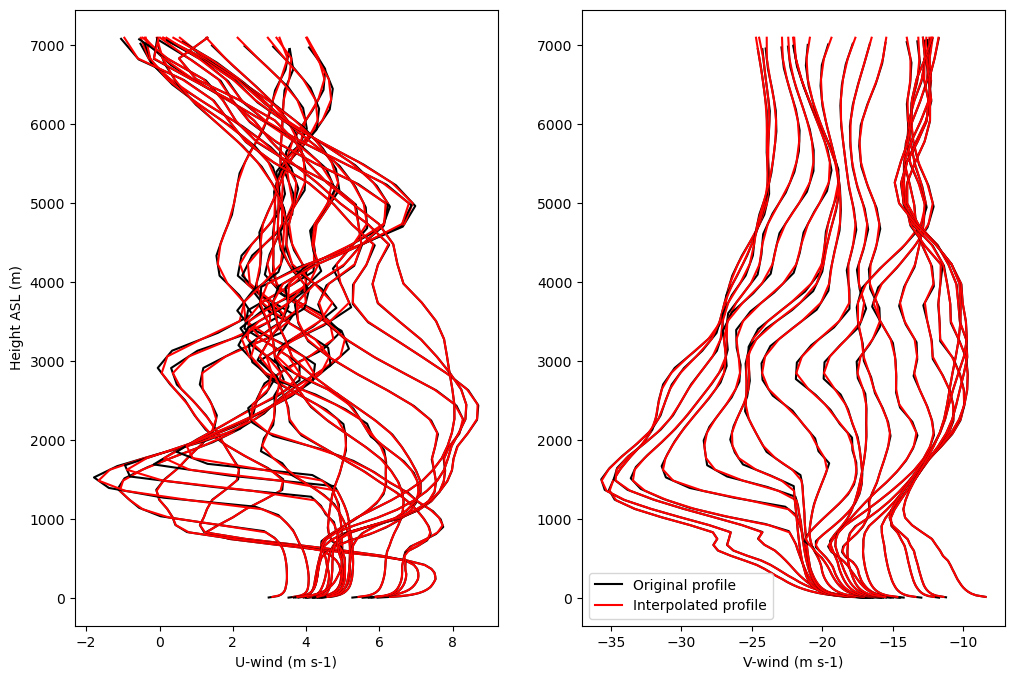 7000
6000
5000
4000
3000
2000
1000
0
Height ASL (m)
−2 0 2 4 6 8
U-wind (m s-1)
7000
6000
5000
4000
3000
2000
1000
0
Original profile
Interpolated profile
−35 −30 −25 −20 −15 −10
V-wind (m s-1)